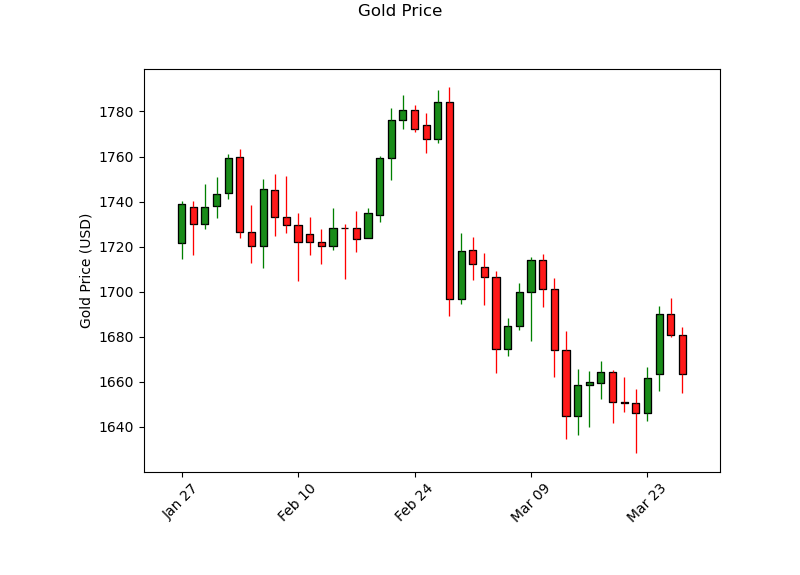 Gold Price
Gold Price (USD)
1780
1760
1740
1720
1700
1680
1660
1640
Jan 27
Feb 10
Feb 24
Mar 09
Mar 23